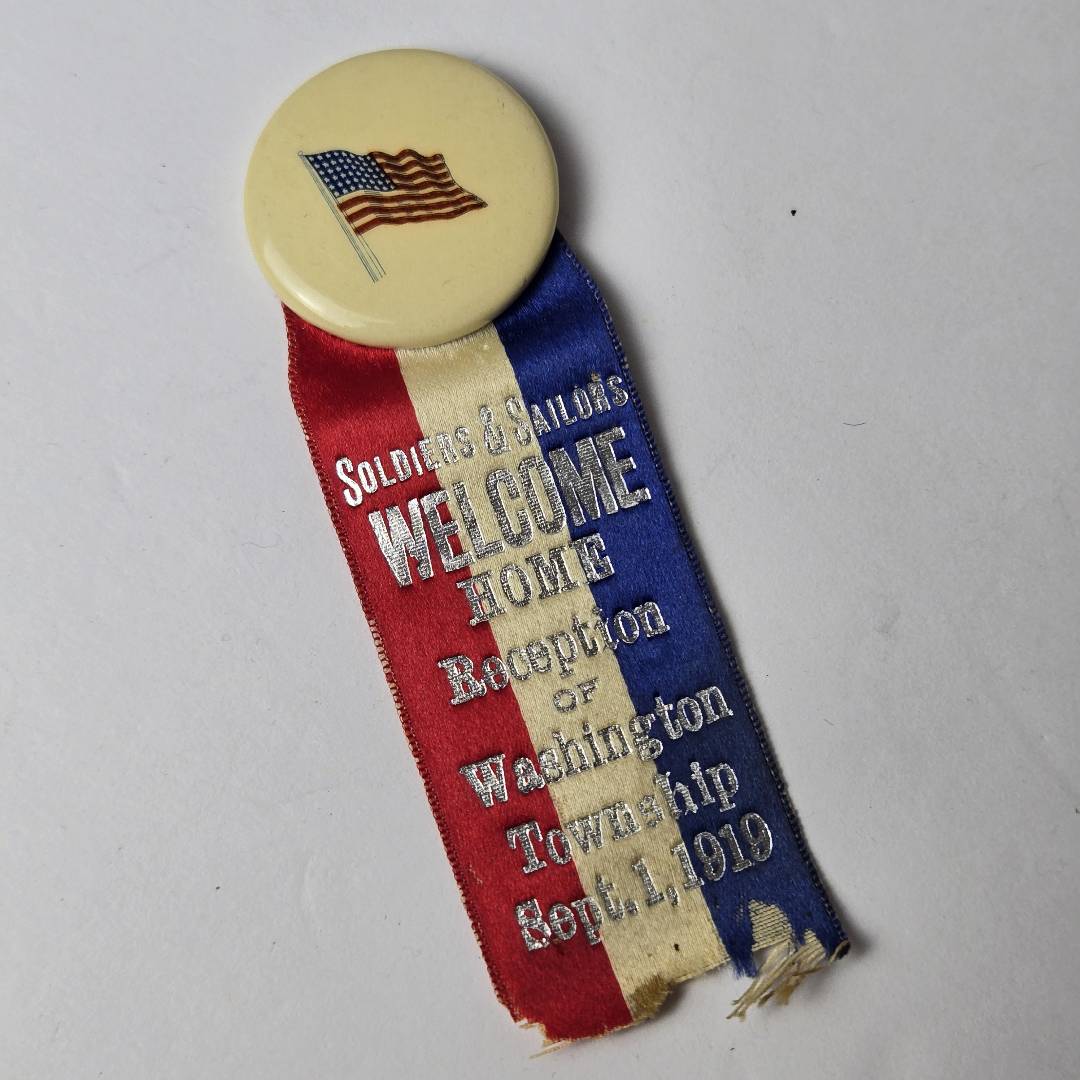 SOLDIERS & SAILORS
WELCOME
HOME
Reception
OF
Washington
Township
Sept. 1, 1919